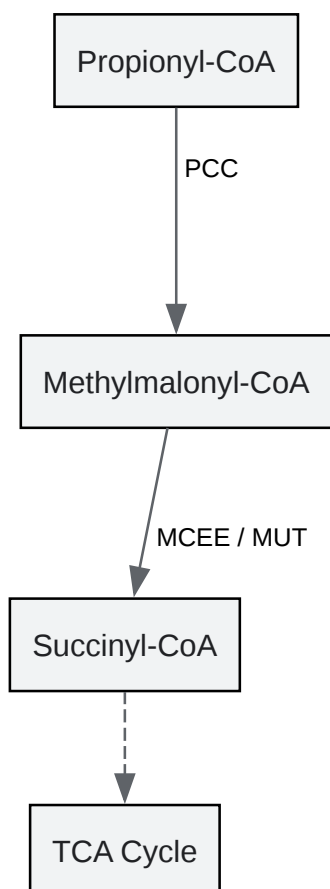 Propionyl-CoA
PCC
Methylmalonyl-CoA
MCEE / MUT
Succinyl-CoA
TCA Cycle